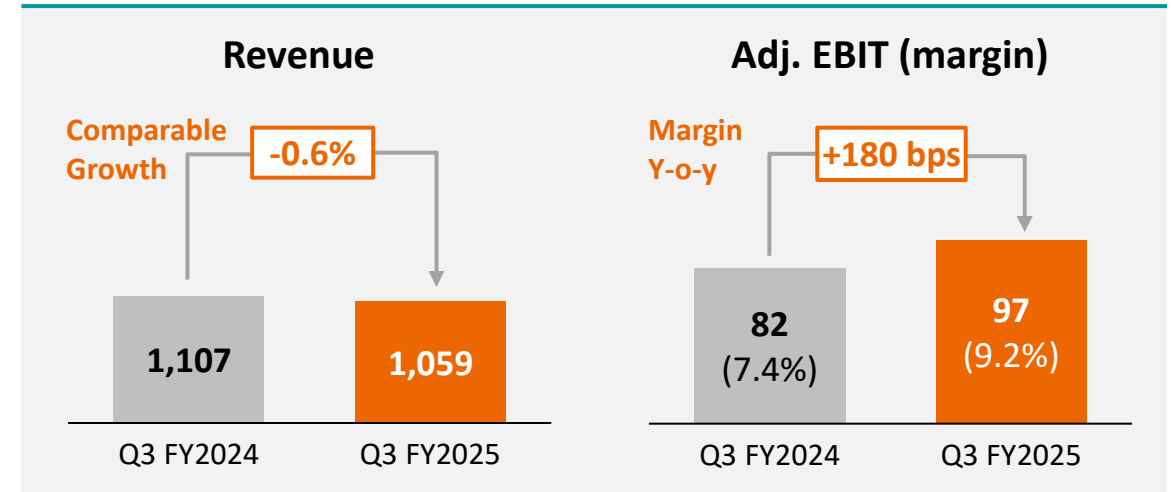 Revenue
Comparable
Growth
-0.6%
1,107
1,059
Q3 FY2024
Q3 FY2025
Adj. EBIT (margin)
Margin
Y-o-y
+180 bps
82
(7.4%)
97
(9.2%)
Q3 FY2024
Q3 FY2025